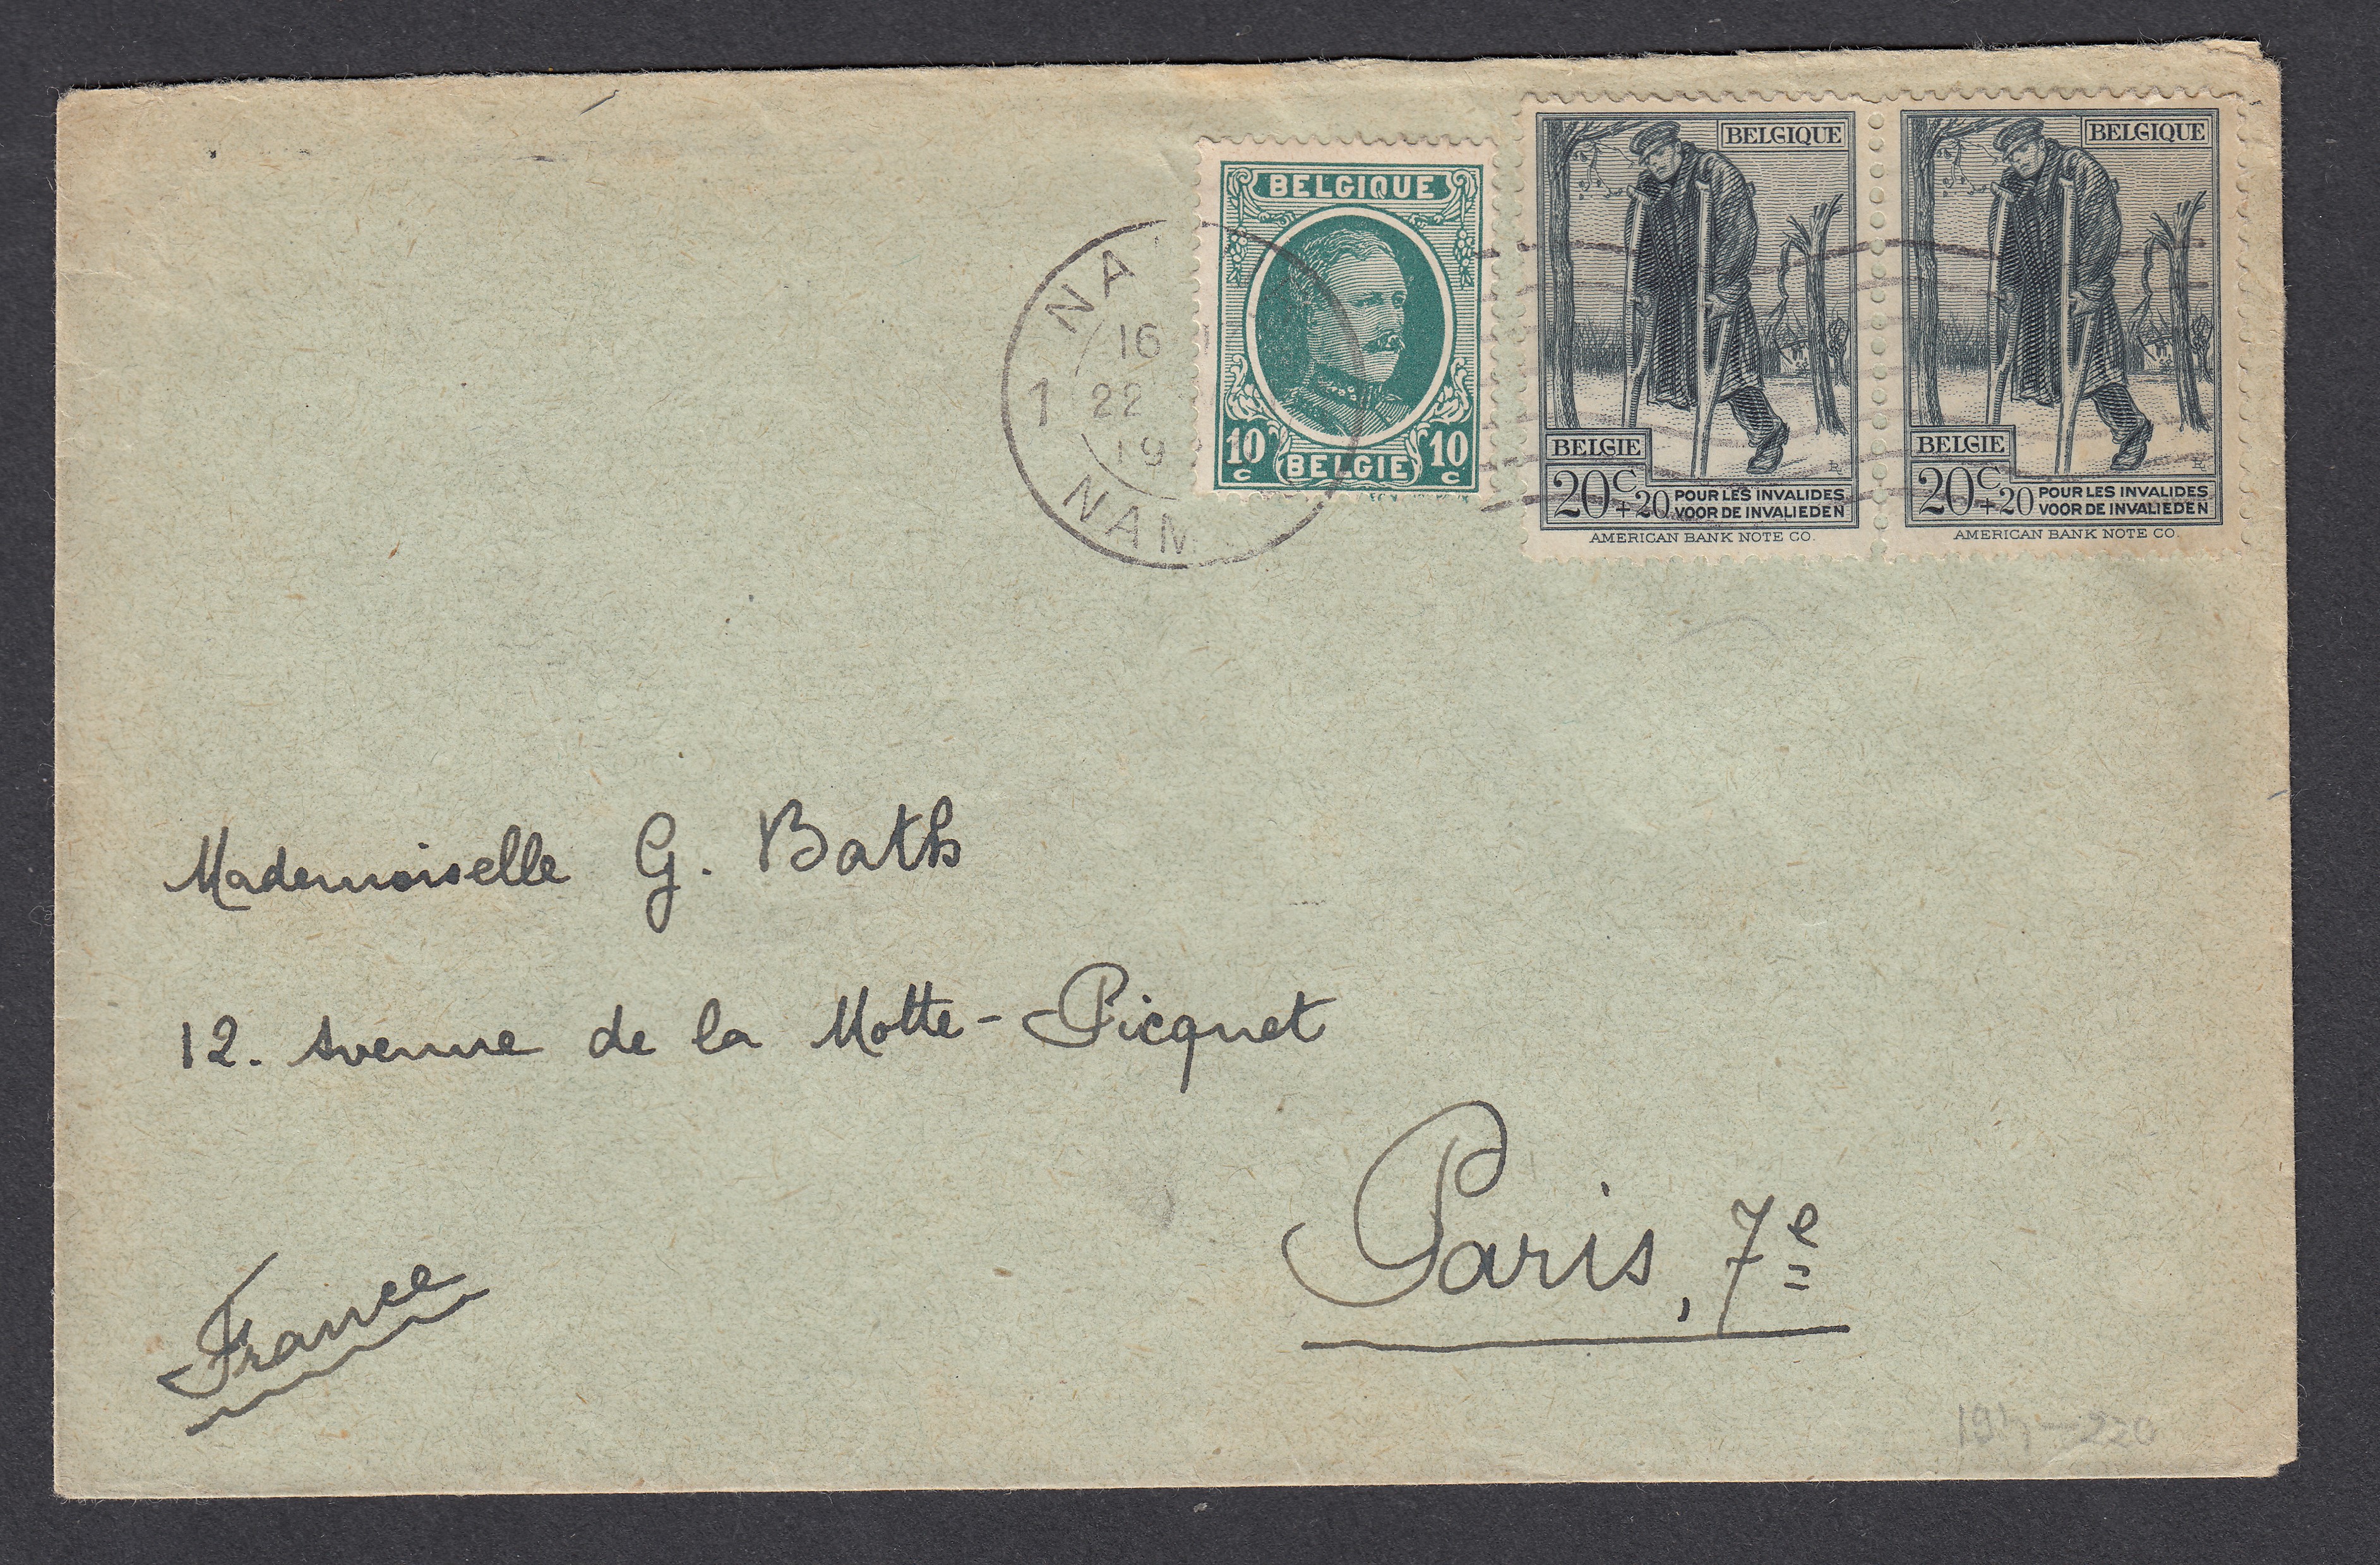 BELGIQUE
10 c 10 c
BELGIE
BELGIQUE
BELGIE
20C+20 POUR LES INVALIDES
VOOR DE INVALIEDEN
AMERICAN BANK NOTE CO.
BELGIQUE
BELGIE
20C+20 POUR LES INVALIDES
VOOR DE INVALIEDEN
AMERICAN BANK NOTE CO.
16
1 22
19
Mademoiselle G. Bath
12. Avenue de la Motte-Picquet
Paris, 7e
France